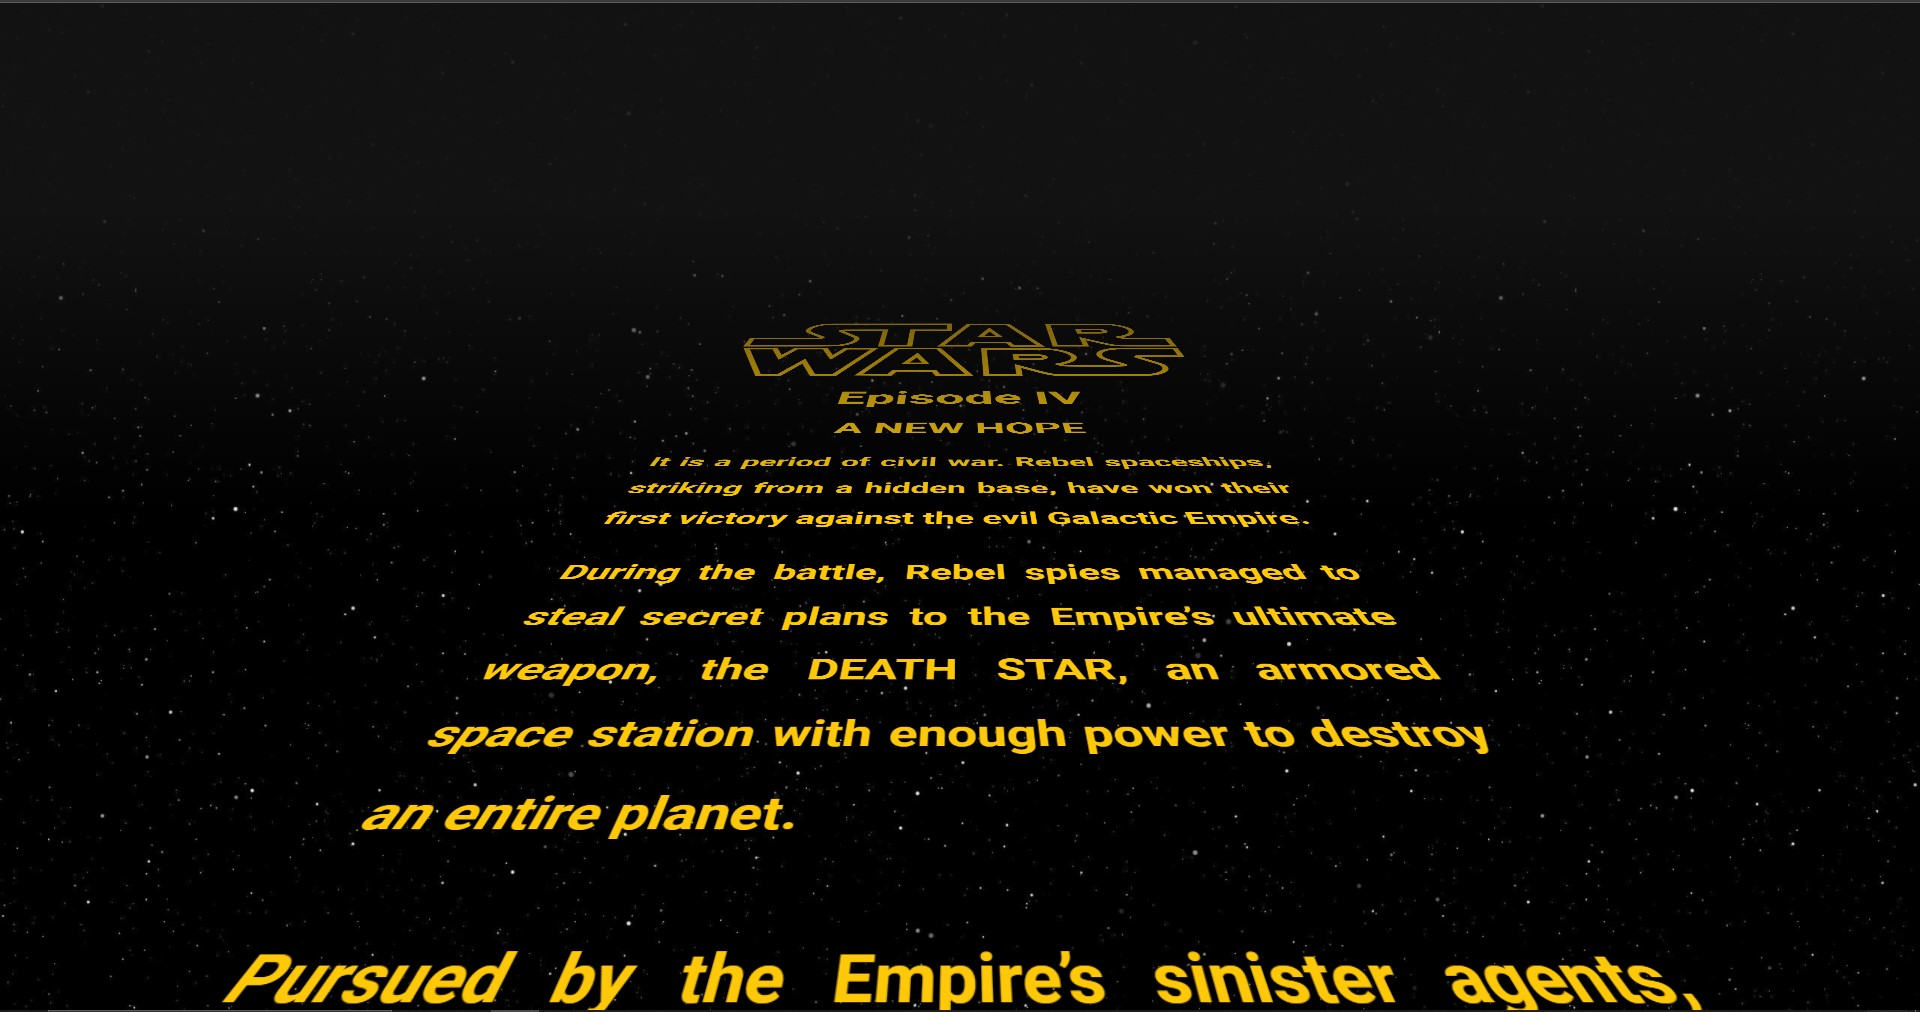 STAR
WARS
Episode IV
A NEW HOPE
It is a period of civil war. Rebel spaceships,
striking from a hidden base, have won their
first victory against the evil Galactic Empire.
During the battle, Rebel spies managed to
steal secret plans to the Empire’s ultimate
weapon, the DEATH STAR, an armored
space station with enough power to destroy
an entire planet.
Pursued by the Empire’s sinister agents,